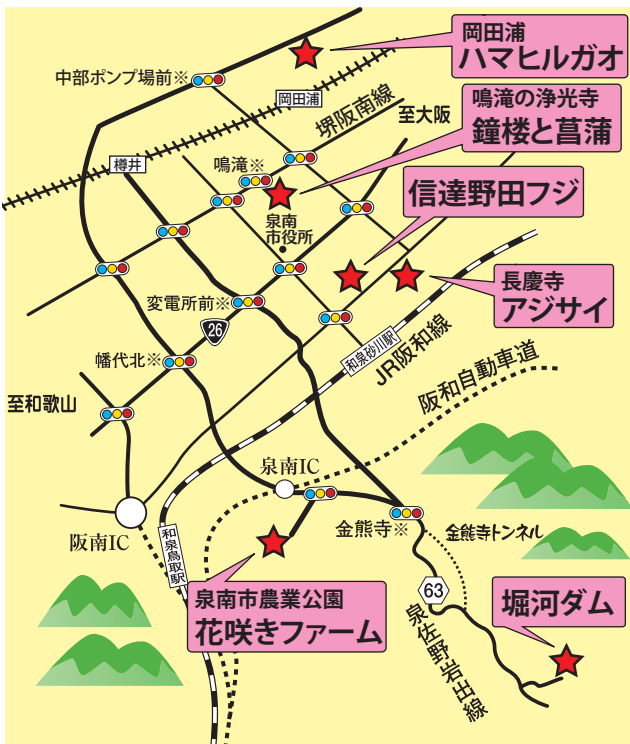 岡田浦
ハマヒルガオ
中部ポンプ場前※
岡田浦
堺阪南線
至大阪
鳴滝の浄光寺
鐘楼と菖蒲
樽井
鳴滝※
信達野田フジ
泉南
市役所
長慶寺
アジサイ
変電所前※
26
和泉砂川駅
JR阪和線
幡代北※
阪和自動車道
至和歌山
泉南IC
阪南IC
金熊寺※
金熊寺トンネル
和泉鳥取駅
泉南市農業公園
花咲きファーム
63
堀河ダム
泉佐野岩出線